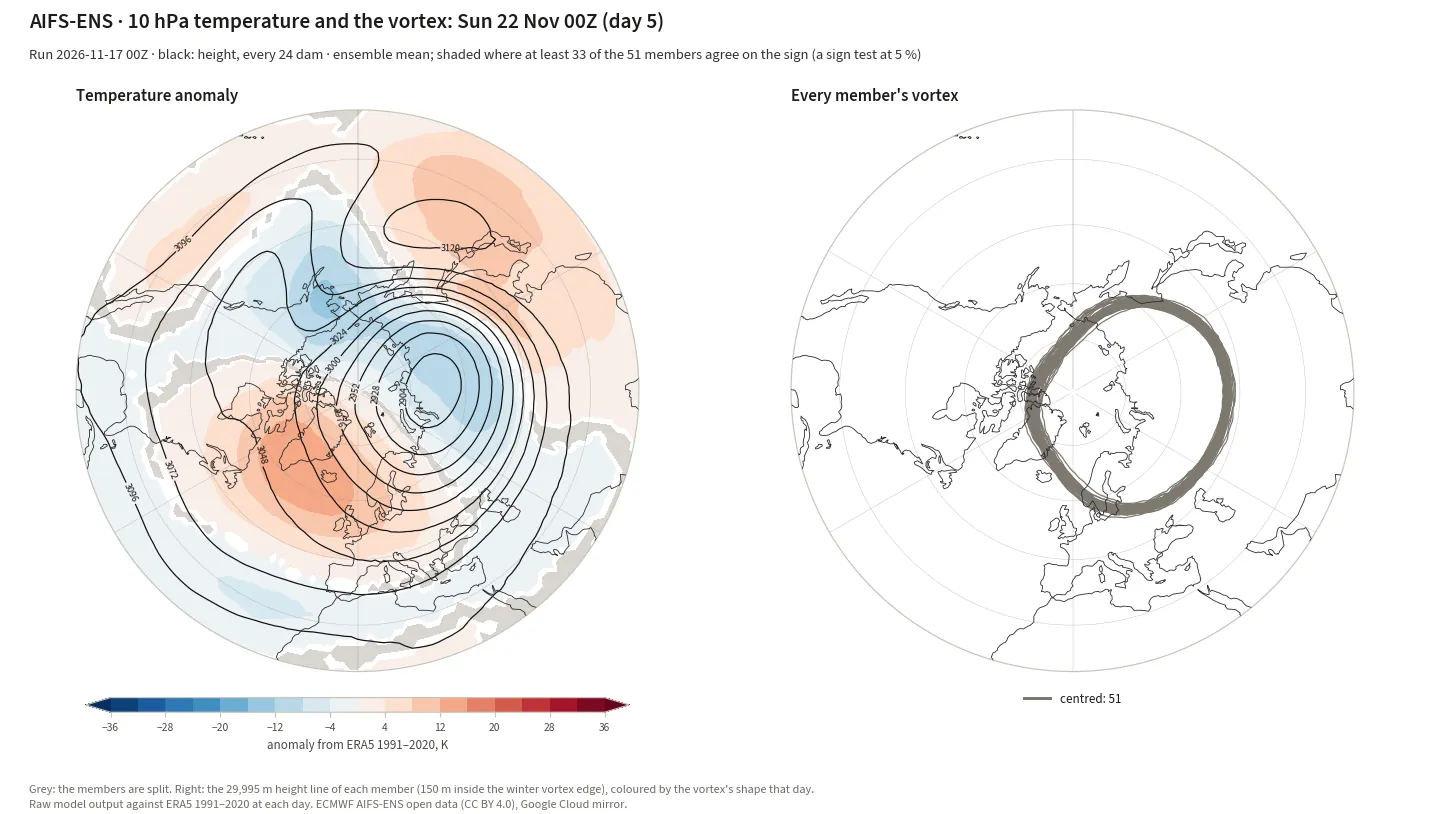 AIFS-ENS · 10 hPa temperature and the vortex: Sun 22 Nov 00Z (day 5)
Run 2026-11-17 00Z · black: height, every 24 dam · ensemble mean; shaded where at least 33 of the 51 members agree on the sign (a sign test at 5 %)
Temperature anomaly
Every member's vortex
3096
3120
3024
3000
2952
2928
2904
3048
3072
3096
centred: 51
−36 −28 −20 −12 −4 4 12 20 28 36
anomaly from ERA5 1991–2020, K
Grey: the members are split. Right: the 29,995 m height line of each member (150 m inside the winter vortex edge), coloured by the vortex's shape that day.
Raw model output against ERA5 1991–2020 at each day. ECMWF AIFS-ENS open data (CC BY 4.0), Google Cloud mirror.